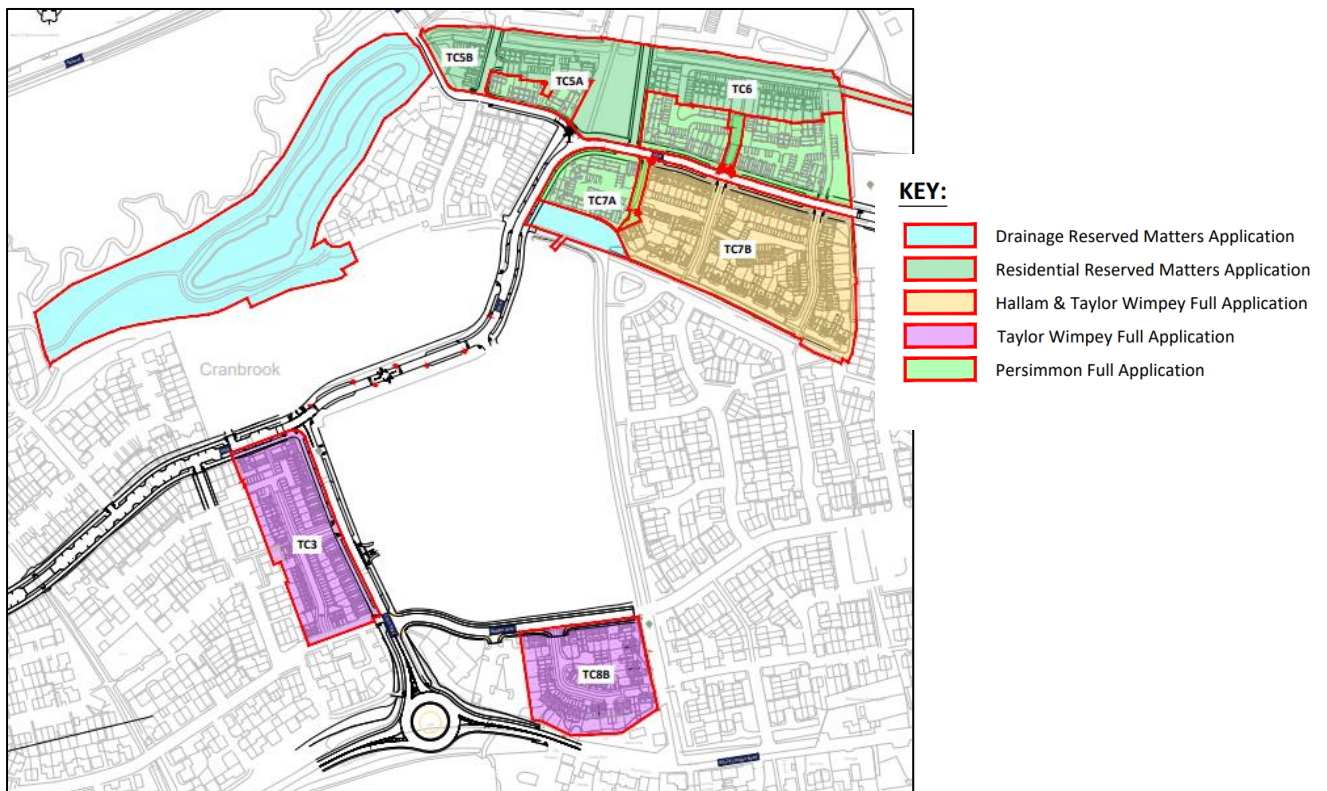 TC5B
TC5A
TC6
TC7A
TC7B
KEY:
Drainage Reserved Matters Application
Residential Reserved Matters Application
Hallam & Taylor Wimpey Full Application
Taylor Wimpey Full Application
Persimmon Full Application
Cranbrook
TC3
TC8B